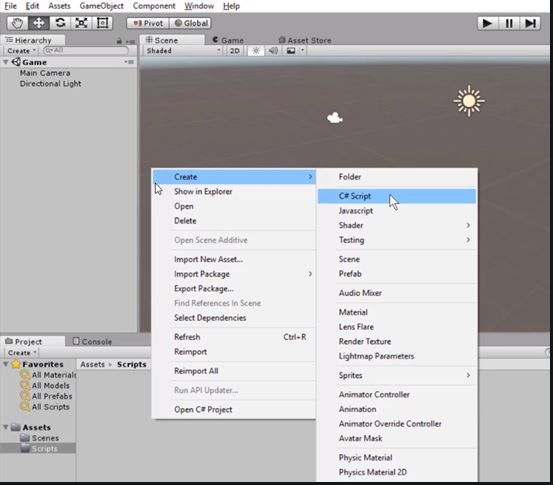 File Edit Assets GameObject Component Window Help
Pivot Global
Hierarchy
Create All
Game
Main Camera
Directional Light
Scene Game Asset Store
Shaded 2D
Create
Show in Explorer
Open
Delete
Open Scene Additive
Import New Asset...
Import Package
Export Package...
Find References In Scene
Select Dependencies
Refresh Ctrl+R
Reimport
Reimport All
Run API Updater...
Open C# Project
Folder
C# Script
Javascript
Shader
Testing
Scene
Prefab
Audio Mixer
Material
Lens Flare
Render Texture
Lightmap Parameters
Sprites
Animator Controller
Animation
Animator Override Controller
Avatar Mask
Physic Material
Physics Material 2D
Project Console
Create
Favorites
All Materials
All Models
All Prefabs
All Scripts
Assets
Scenes
Scripts
Assets Scripts